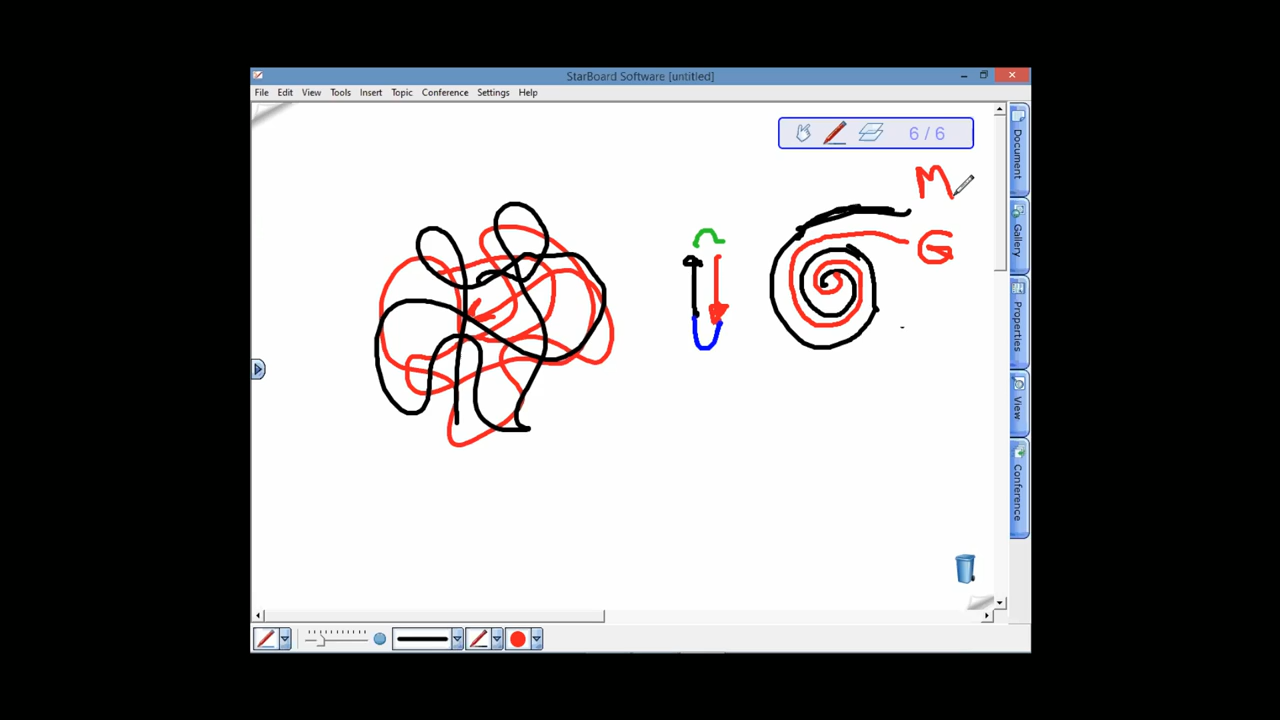 StarBoard Software [untitled]
File Edit View Tools Insert Topic Conference Settings Help
6 / 6
M
G
Document
Gallery
Properties
View
Conference